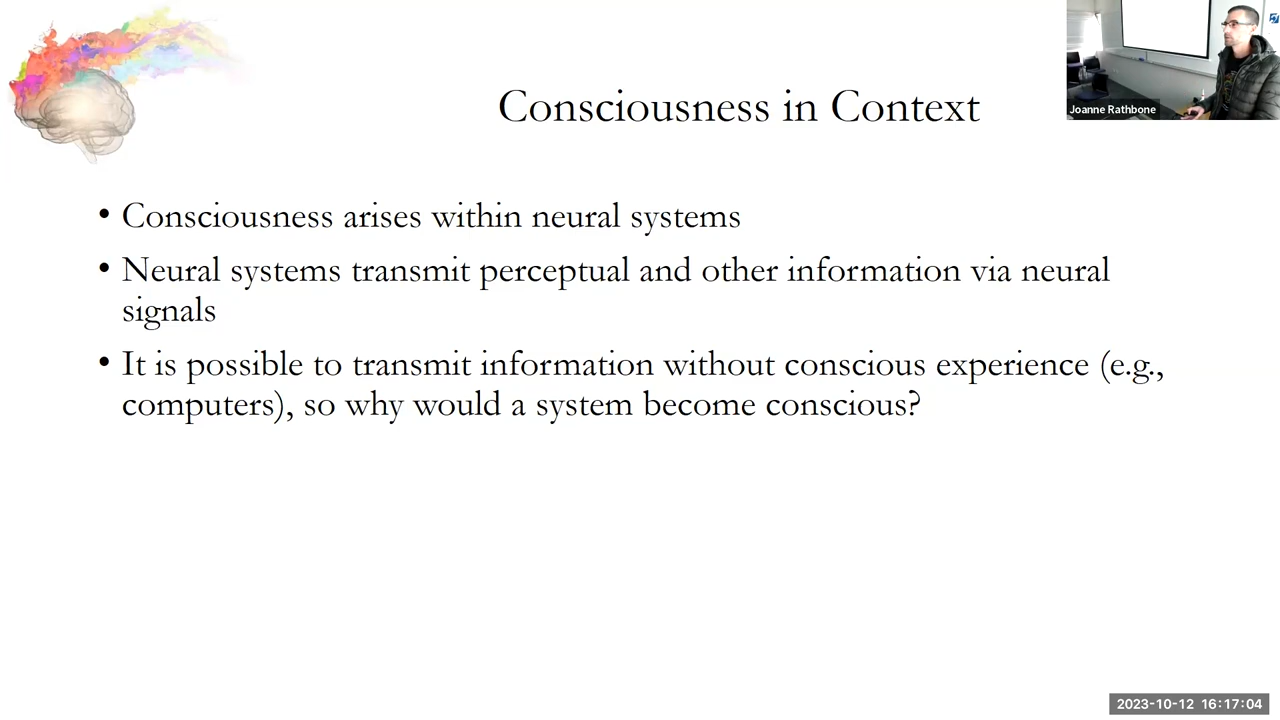 Consciousness in Context
Joanne Rathbone
• Consciousness arises within neural systems
• Neural systems transmit perceptual and other information via neural
signals
• It is possible to transmit information without conscious experience (e.g.,
computers), so why would a system become conscious?
2023-10-12 16:17:04